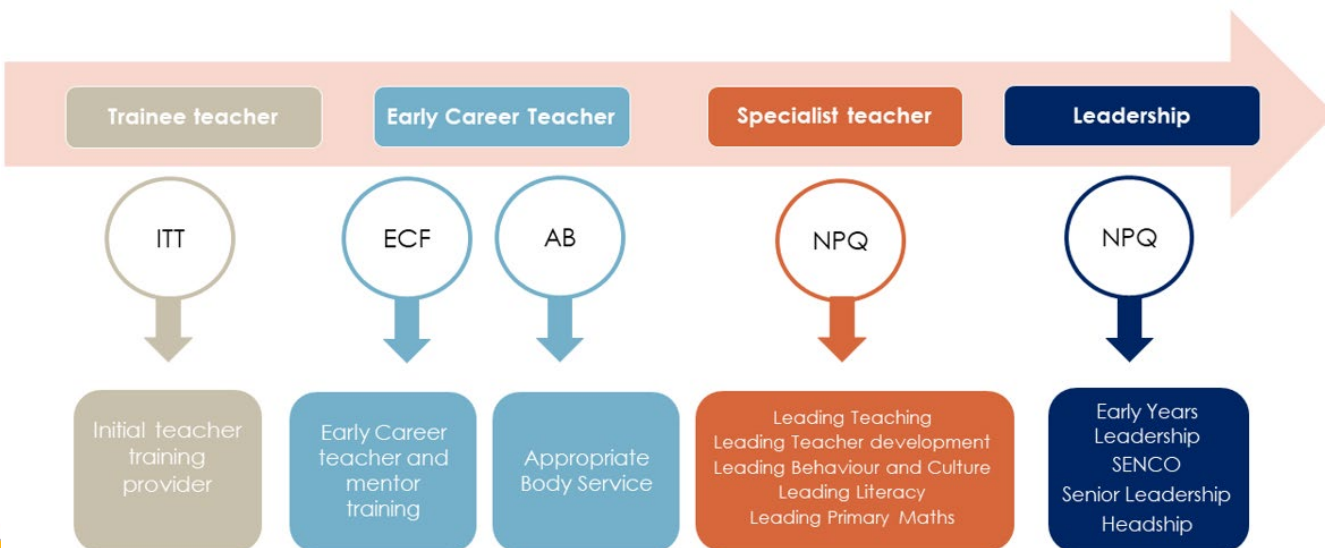 Trainee teacher
Early Career Teacher
Specialist teacher
Leadership
ITT
ECF
AB
NPQ
NPQ
Initial teacher
training
provider
Early Career
teacher and
mentor
training
Appropriate
Body Service
Leading Teaching
Leading Teacher development
Leading Behaviour and Culture
Leading Literacy
Leading Primary Maths
Early Years
Leadership
SENCO
Senior Leadership
Headship